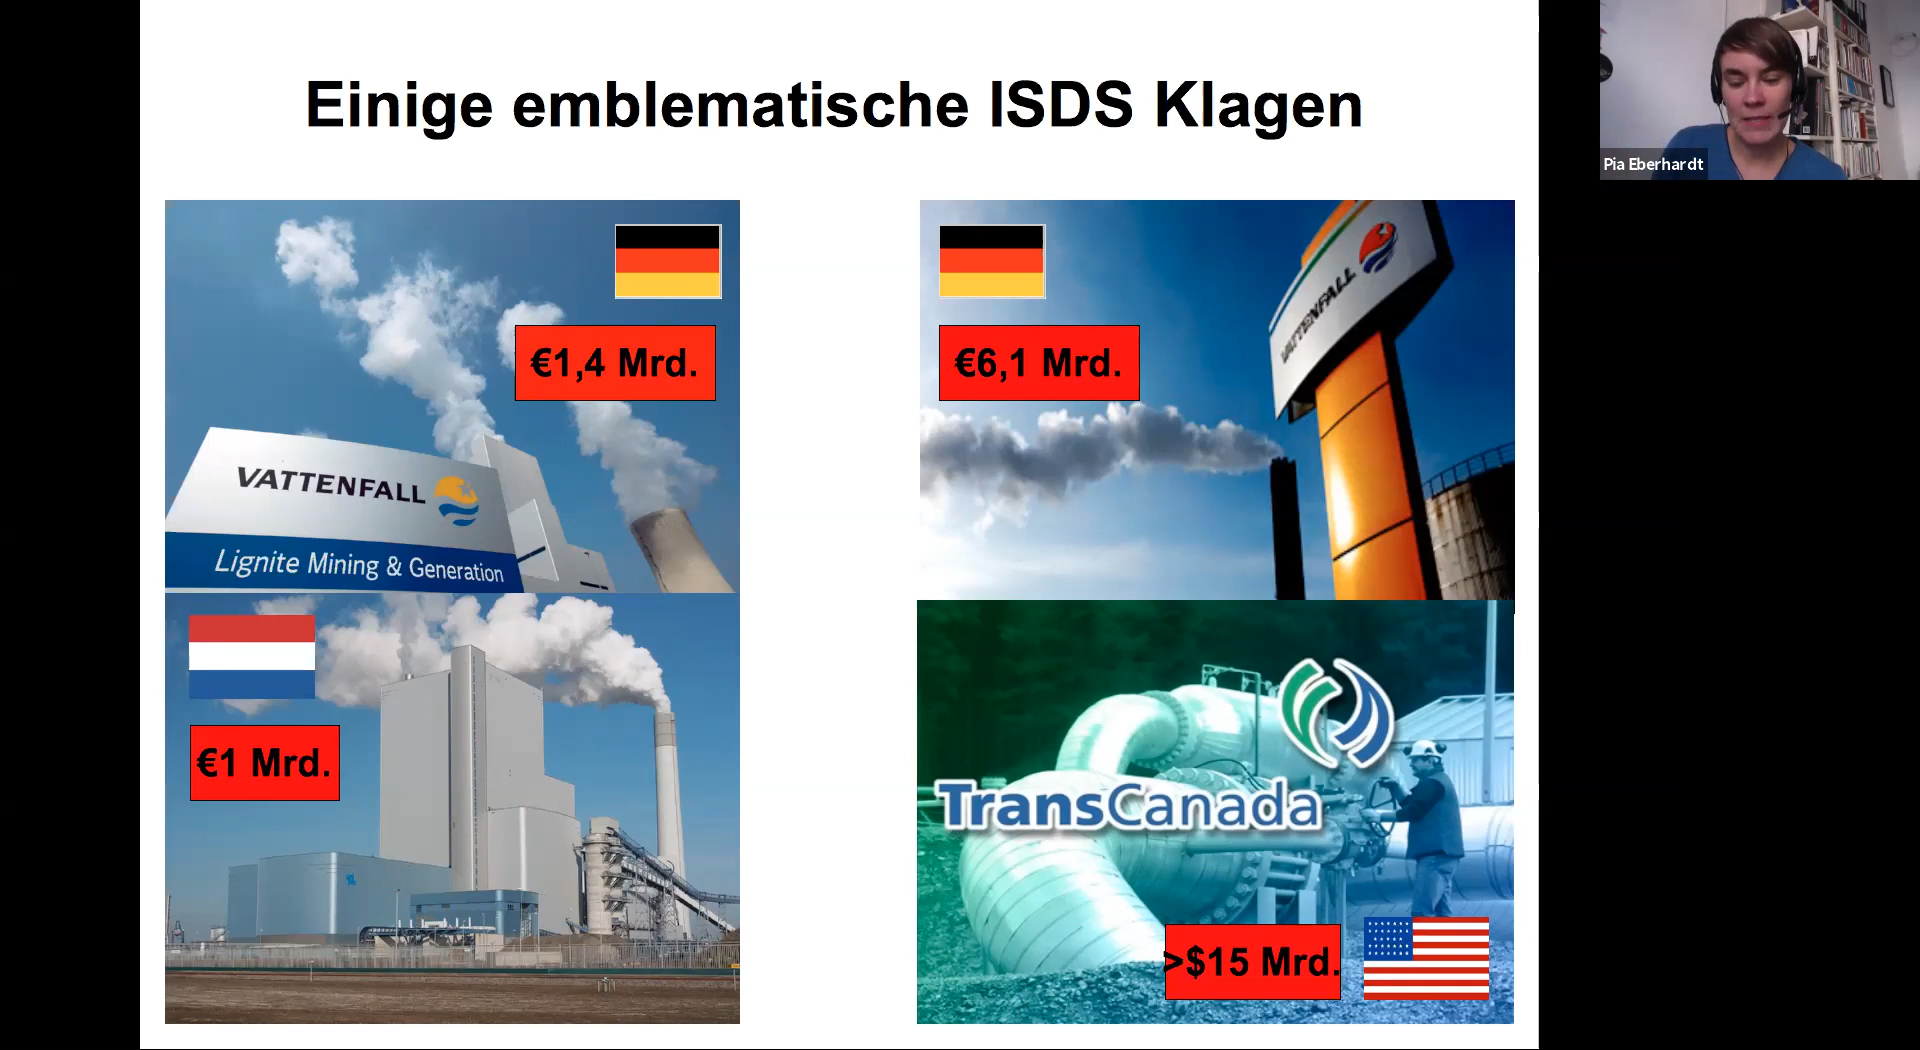 Einige emblematische ISDS Klagen
Pia Eberhardt
€1,4 Mrd.
VATTENFALL
Lignite Mining & Generation
€6,1 Mrd.
VATTENFALL
€1 Mrd.
TransCanada
>$15 Mrd.